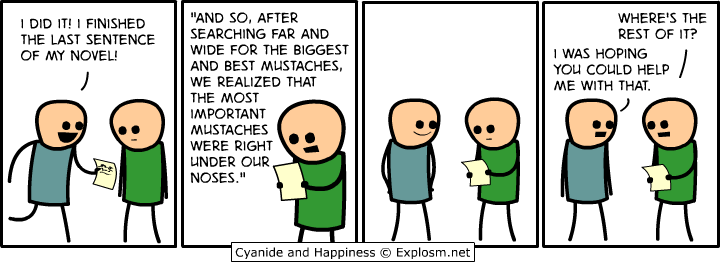 I DID IT! I FINISHED
THE LAST SENTENCE
OF MY NOVEL!
"AND SO, AFTER
SEARCHING FAR AND
WIDE FOR THE BIGGEST
AND BEST MUSTACHES,
WE REALIZED THAT
THE MOST
IMPORTANT
MUSTACHES
WERE RIGHT
UNDER OUR
NOSES."
WHERE'S THE
REST OF IT?
I WAS HOPING
YOU COULD HELP
ME WITH THAT.
Cyanide and Happiness © Explosm.net